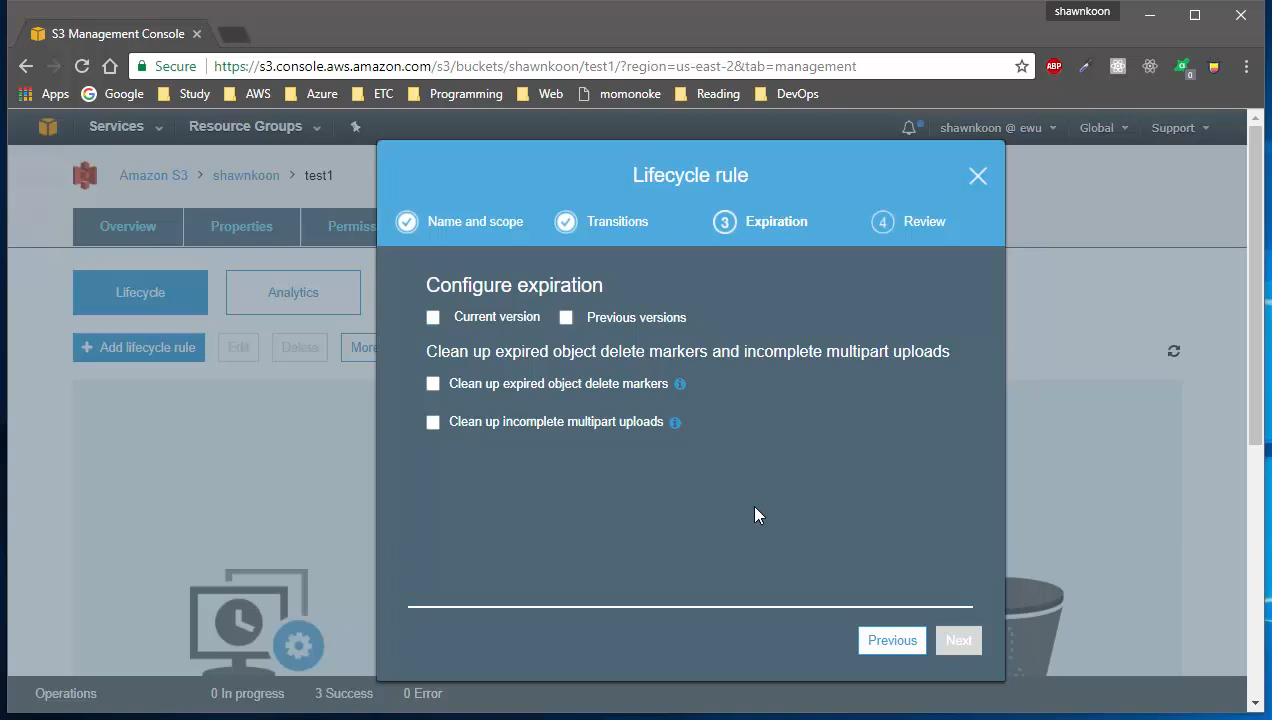 shawnkoon
S3 Management Console
Secure https://s3.console.aws.amazon.com/s3/buckets/shawnkoon/test1/?region=us-east-2&tab=management
ABP
0
Apps Google Study AWS Azure ETC Programming Web momonoke Reading DevOps
Services Resource Groups shawnkoon @ ewu Global Support
Amazon S3 > shawnkoon > test1
Overview Properties Permiss
Lifecycle Analytics
+ Add lifecycle rule Edit Delete More
Lifecycle rule
Name and scope Transitions 3 Expiration 4 Review
Configure expiration
Current version Previous versions
Clean up expired object delete markers and incomplete multipart uploads
Clean up expired object delete markers
Clean up incomplete multipart uploads
Previous Next
Operations 0 In progress 3 Success 0 Error